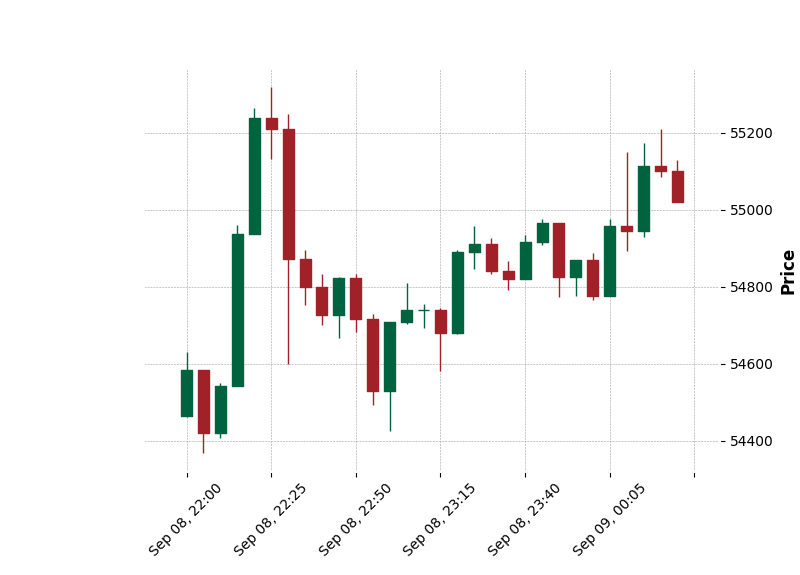 55200
55000
54800
54600
54400
Price
Sep 08, 22:00
Sep 08, 22:25
Sep 08, 22:50
Sep 08, 23:15
Sep 08, 23:40
Sep 09, 00:05